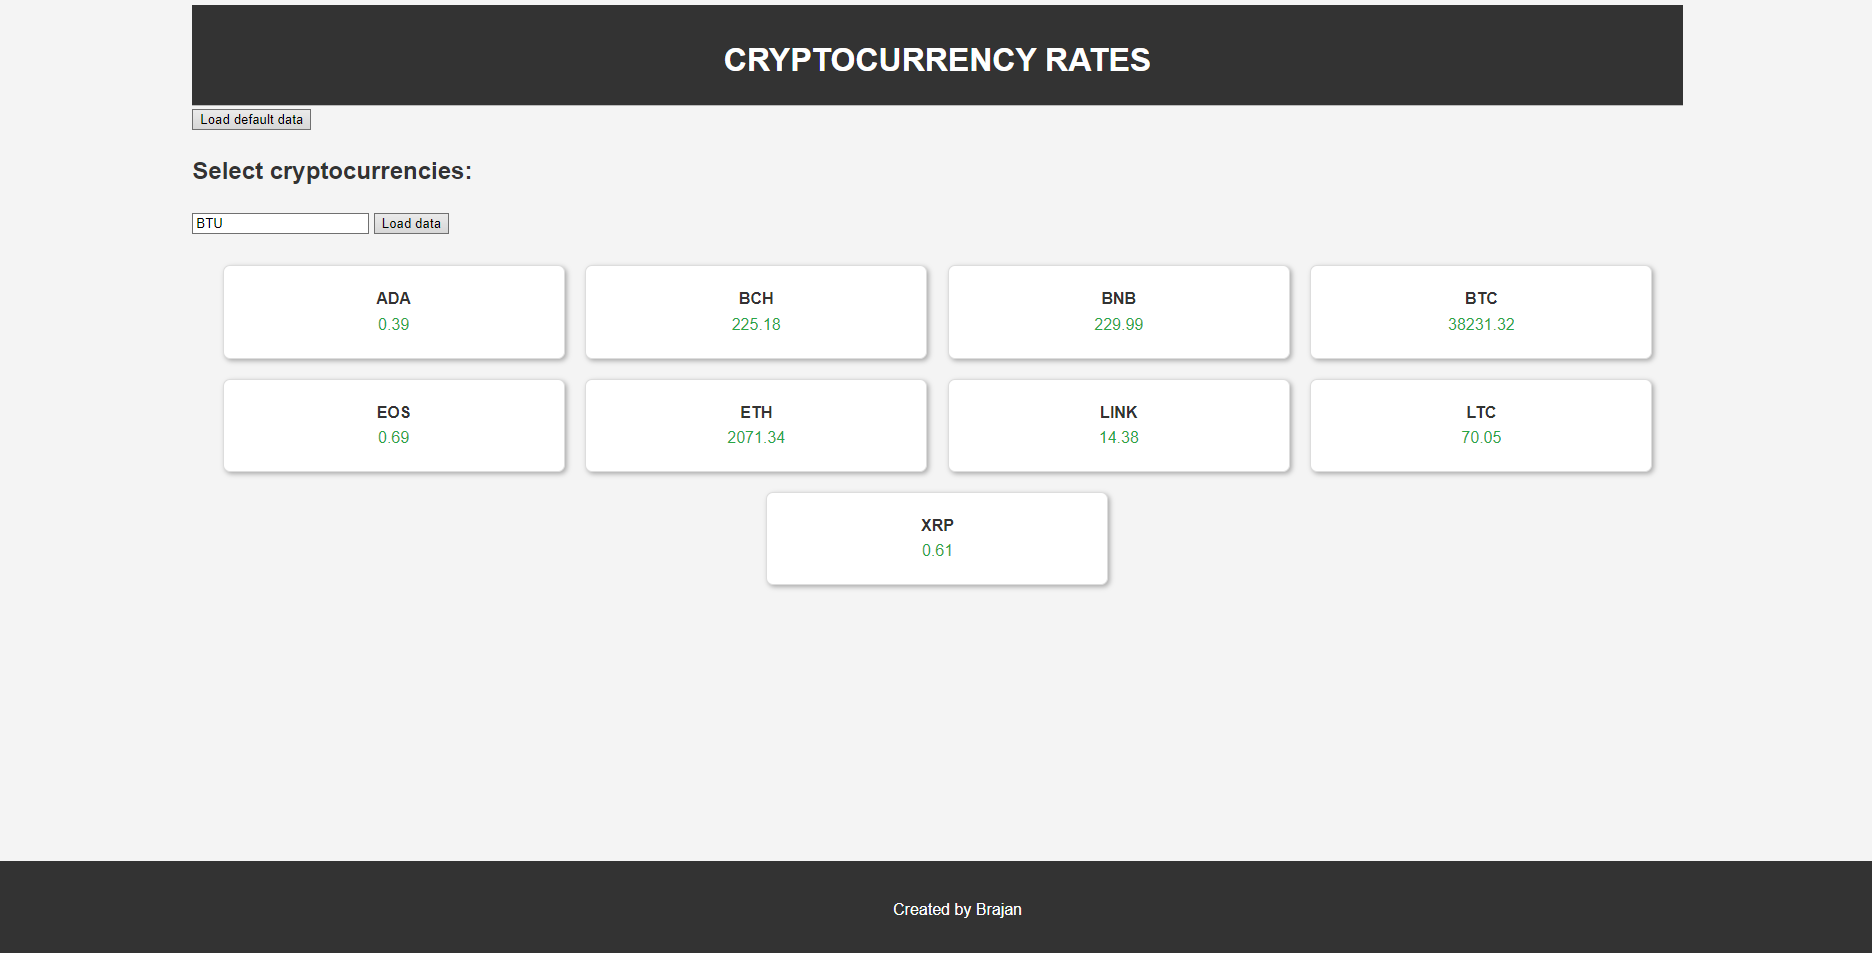 CRYPTOCURRENCY RATES
Load default data
Select cryptocurrencies:
BTU Load data
ADA
0.39
BCH
225.18
BNB
229.99
BTC
38231.32
EOS
0.69
ETH
2071.34
LINK
14.38
LTC
70.05
XRP
0.61
Created by Brajan